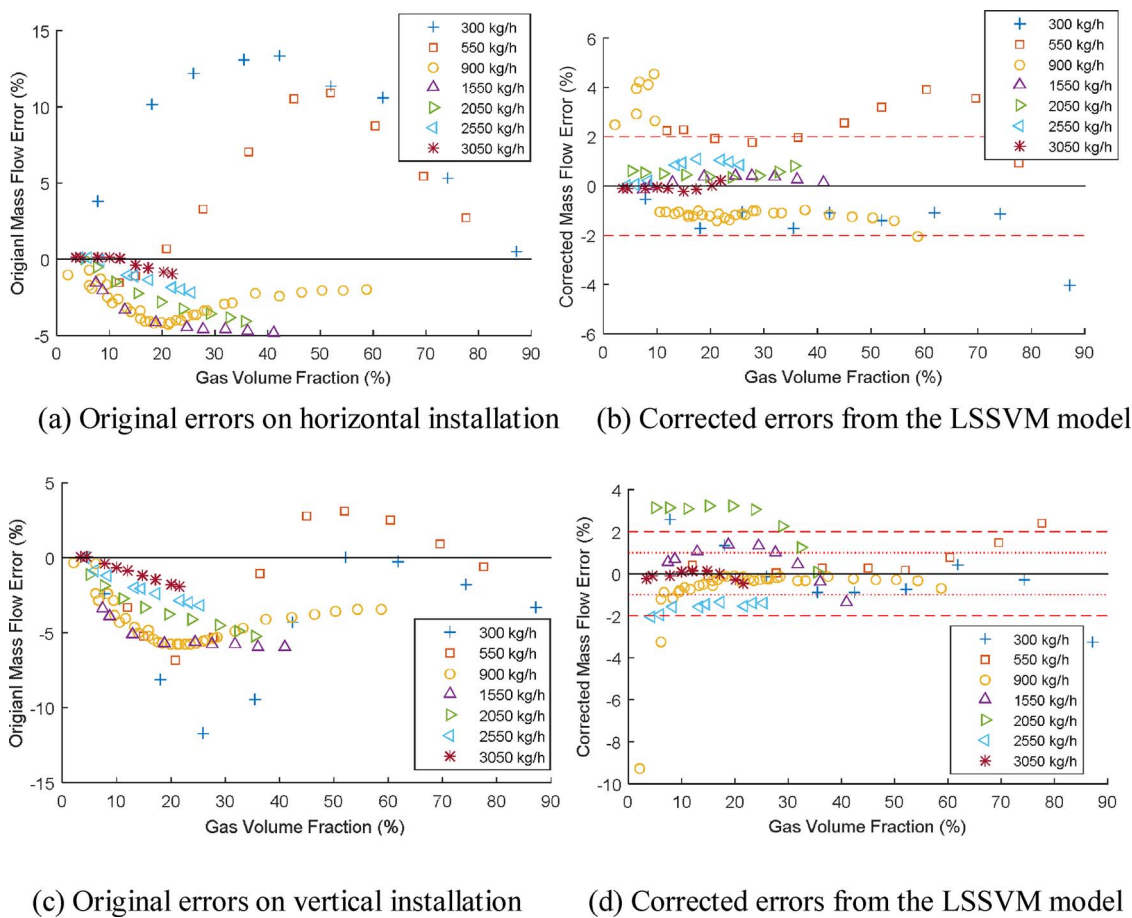 15
10
5
0
-5
0 10 20 30 40 50 60 70 80 90
Origianl Mass Flow Error (%)
Gas Volume Fraction (%)
300 kg/h
550 kg/h
900 kg/h
1550 kg/h
2050 kg/h
2550 kg/h
3050 kg/h
(a) Original errors on horizontal installation
6
4
2
0
-2
-4
-6
0 10 20 30 40 50 60 70 80 90
Corrected Mass Flow Error (%)
Gas Volume Fraction (%)
300 kg/h
550 kg/h
900 kg/h
1550 kg/h
2050 kg/h
2550 kg/h
3050 kg/h
(b) Corrected errors from the LSSVM model
5
0
-5
-10
-15
0 10 20 30 40 50 60 70 80 90
Origianl Mass Flow Error (%)
Gas Volume Fraction (%)
300 kg/h
550 kg/h
900 kg/h
1550 kg/h
2050 kg/h
2550 kg/h
3050 kg/h
(c) Original errors on vertical installation
4
2
0
-2
-4
-6
-8
-10
0 10 20 30 40 50 60 70 80 90
Corrected Mass Flow Error (%)
Gas Volume Fraction (%)
300 kg/h
550 kg/h
900 kg/h
1550 kg/h
2050 kg/h
2550 kg/h
3050 kg/h
(d) Corrected errors from the LSSVM model